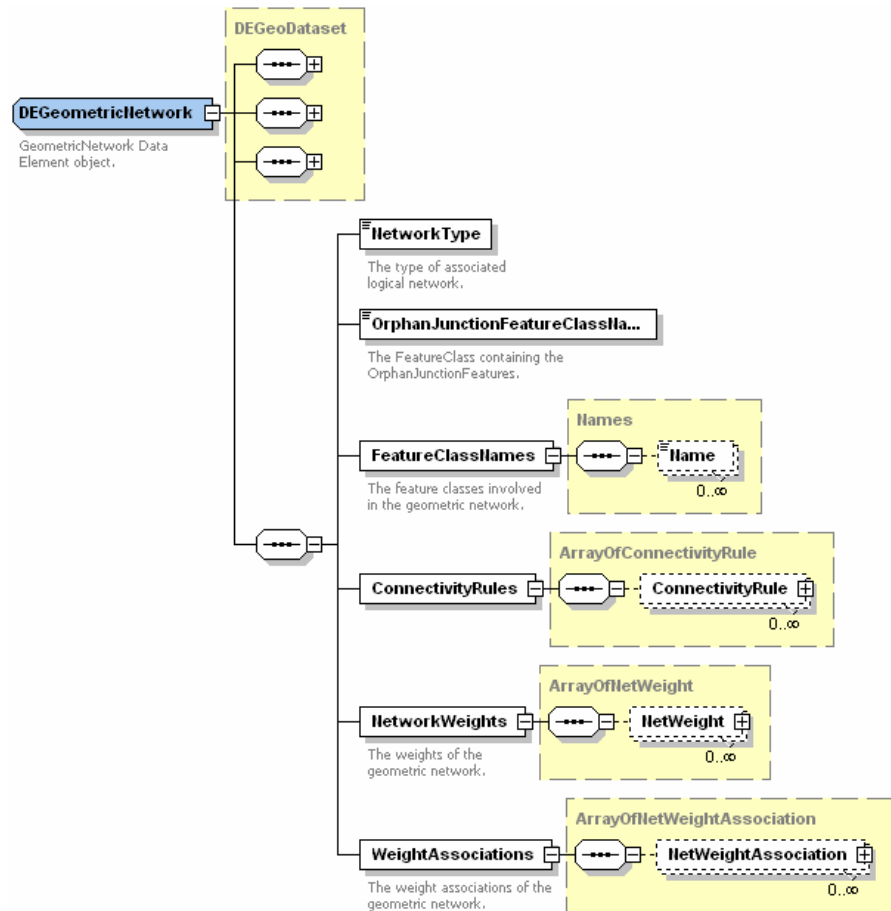 DEGeoDataset
DEGeometricNetwork
GeometricNetwork Data
Element object.
NetworkType
The type of associated
logical network.
OrphanJunctionFeatureClassNa...
The FeatureClass containing the
OrphanJunctionFeatures.
Names
FeatureClassNames
Name
0..∞
The feature classes involved
in the geometric network.
ArrayOfConnectivityRule
ConnectivityRules
ConnectivityRule
0..∞
ArrayOfNetWeight
NetworkWeights
NetWeight
0..∞
The weights of the
geometric network.
ArrayOfNetWeightAssociation
WeightAssociations
NetWeightAssociation
0..∞
The weight associations of the
geometric network.